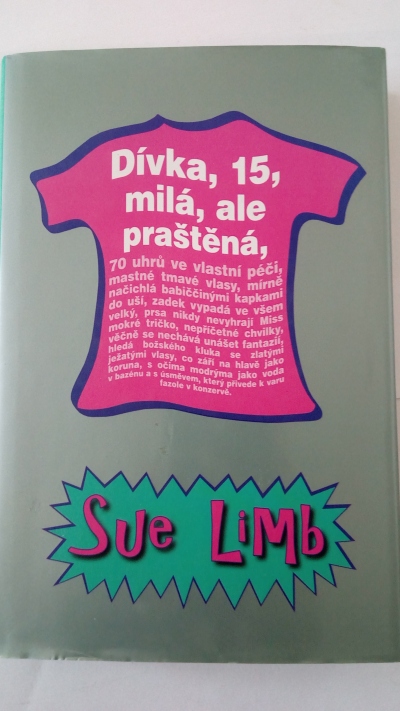 Dívka, 15,
milá, ale
praštěná,
70 uhrů ve vlastní péči,
mastné tmavé vlasy, mírně
načichlá babiččinými kapkami
do uší, zadek vypadá ve všem
velký, prsa nikdy nevyhrají Miss
mokré tričko, nepříčetné chvilky,
věčně se nechává unášet fantazií,
hledá božského kluka se zlatými
ježatými vlasy, co září na hlavě jako
koruna, s očima modrýma jako voda
v bazénu a s úsměvem, který přivede k varu
fazole v konzervě.
Sue Limb